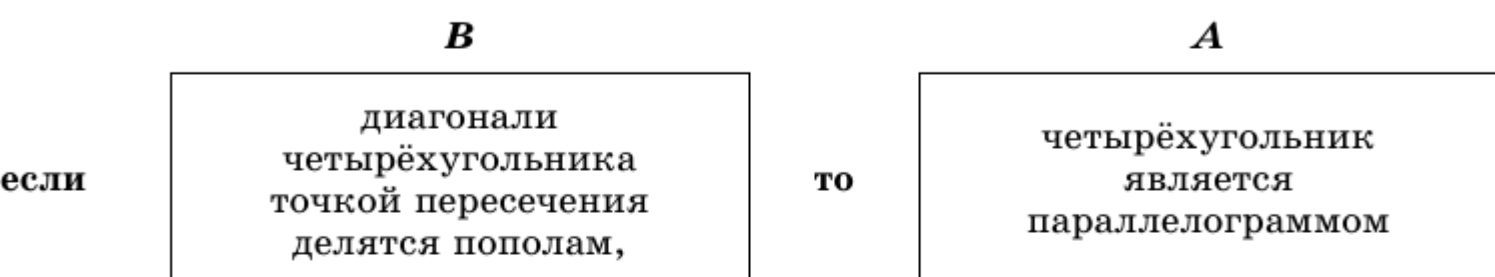 B
A
если
диагонали
четырёхугольника
точкой пересечения
делятся пополам,
то
четырёхугольник
является
параллелограммом